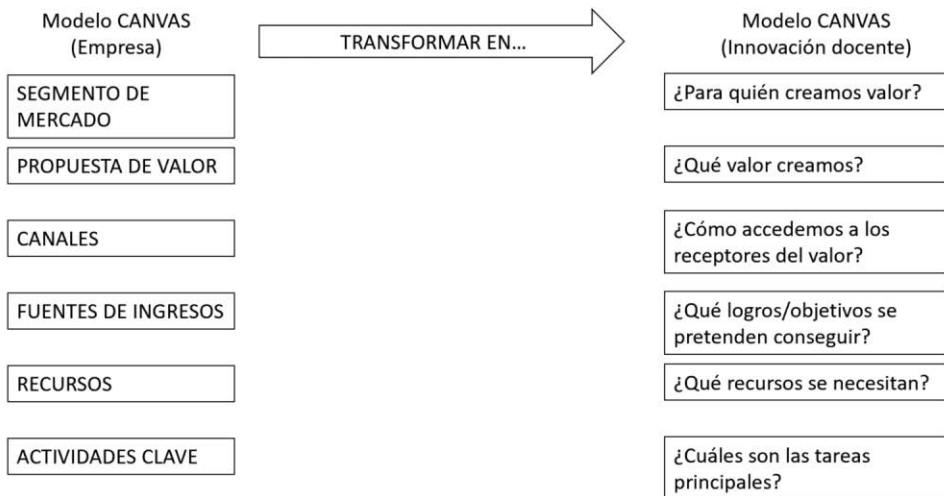 Modelo CANVAS
(Empresa)
TRANSFORMAR EN...
Modelo CANVAS
(Innovación docente)
SEGMENTO DE
MERCADO
¿Para quién creamos valor?
PROPUESTA DE VALOR
¿Qué valor creamos?
CANALES
¿Cómo accedemos a los
receptores del valor?
FUENTES DE INGRESOS
¿Qué logros/objetivos se
pretenden conseguir?
RECURSOS
¿Qué recursos se necesitan?
ACTIVIDADES CLAVE
¿Cuáles son las tareas
principales?